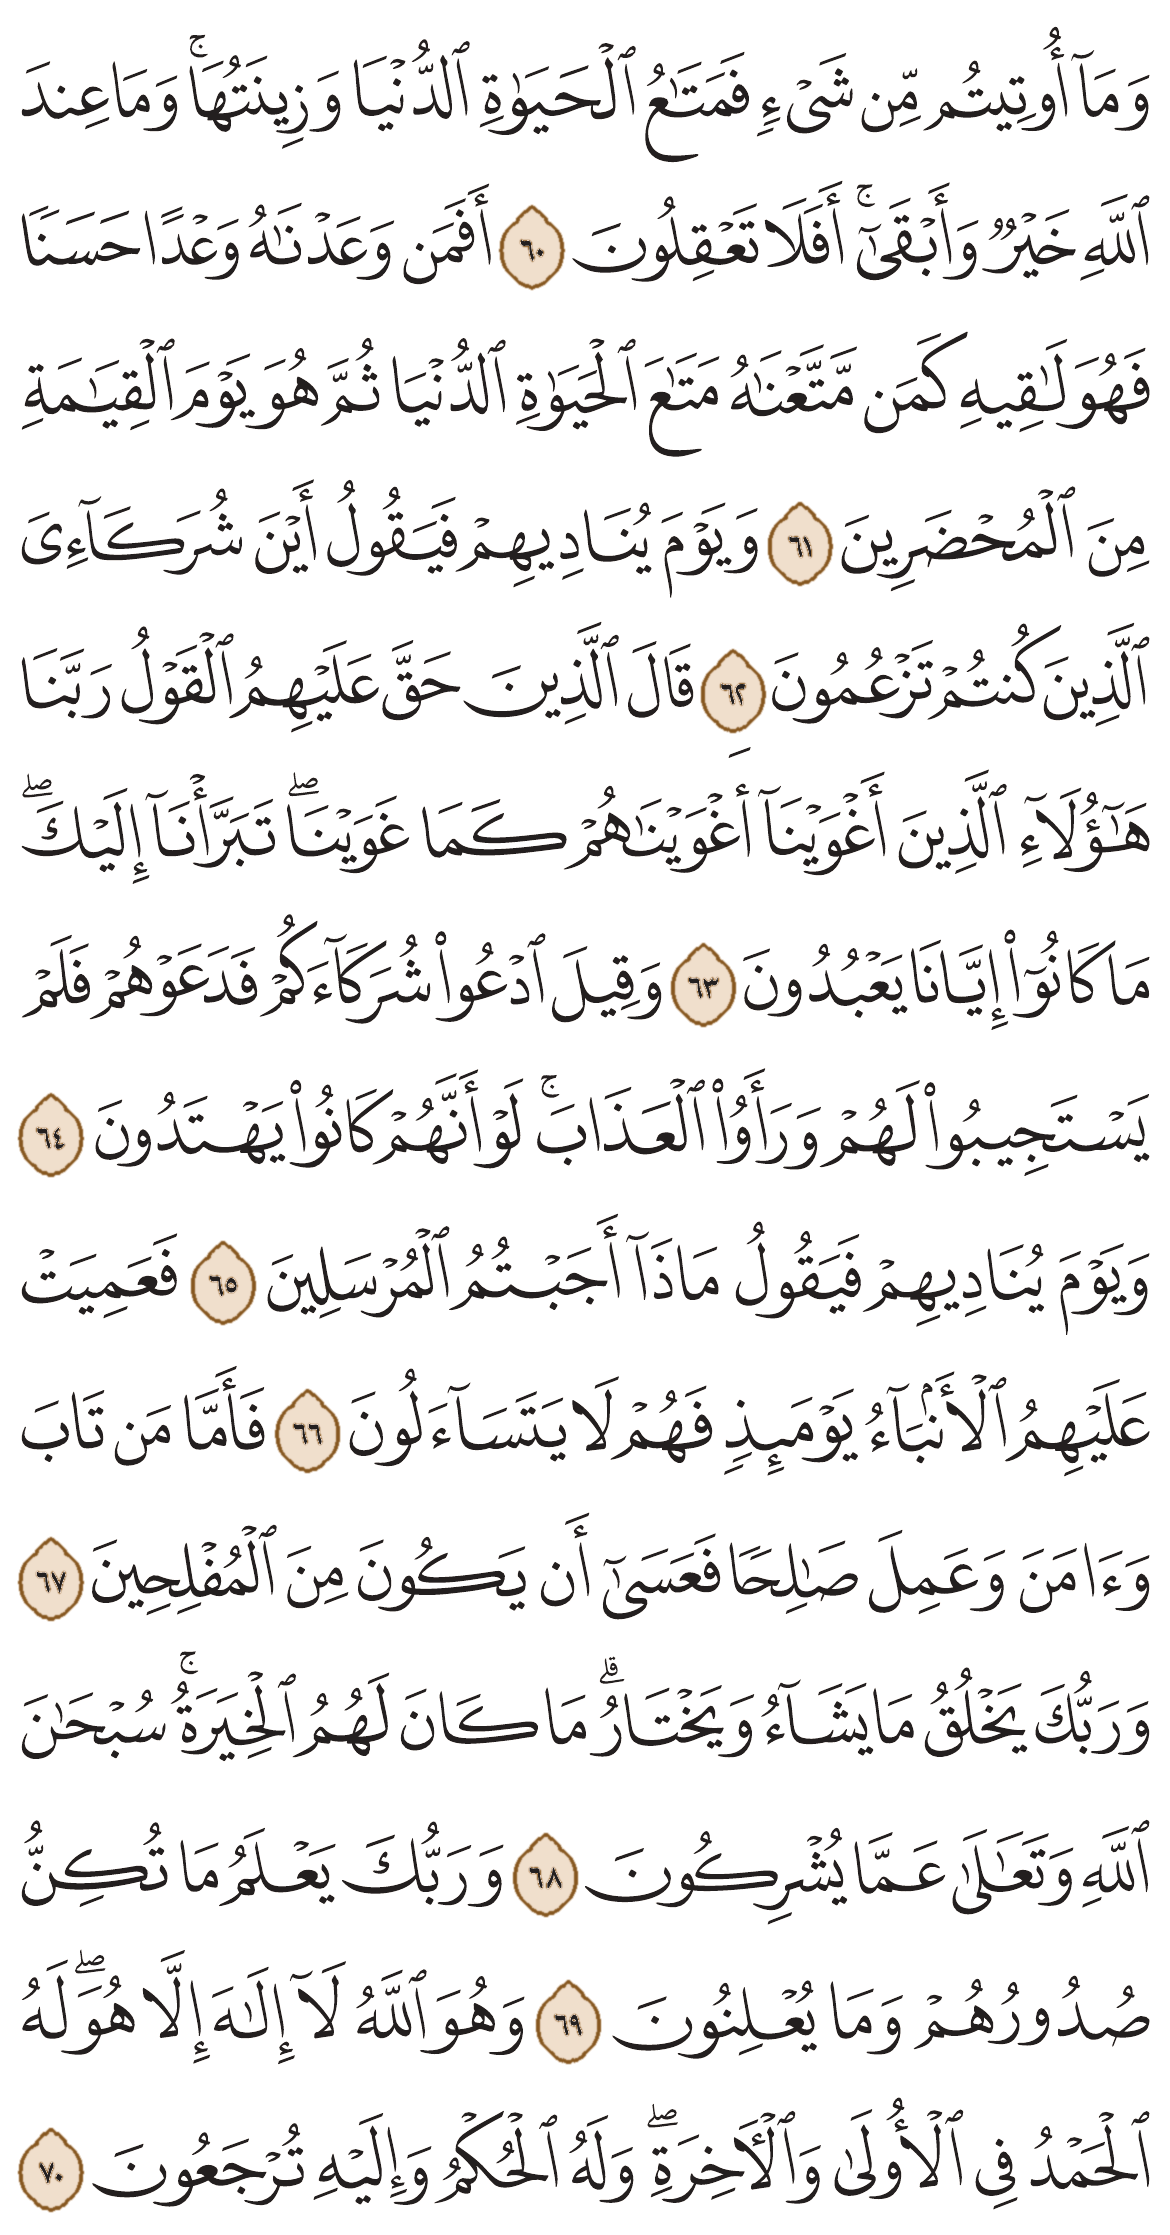 وَمَآ أُوتِيتُم مِّن شَىْءٍ فَمَتَٰعُ ٱلْحَيَوٰةِ ٱلدُّنْيَا وَزِينَتُهَا ۚ وَمَا عِندَ
ٱللَّهِ خَيْرٌ وَأَبْقَىٰٓ ۚ أَفَلَا تَعْقِلُونَ ٦٠ أَفَمَن وَعَدْنَٰهُ وَعْدًا حَسَنًا
فَهُوَ لَٰقِيهِ كَمَن مَّتَّعْنَٰهُ مَتَٰعَ ٱلْحَيَوٰةِ ٱلدُّنْيَا ثُمَّ هُوَ يَوْمَ ٱلْقِيَٰمَةِ
مِنَ ٱلْمُحْضَرِينَ ٦١ وَيَوْمَ يُنَادِيهِمْ فَيَقُولُ أَيْنَ شُرَكَآءِىَ
ٱلَّذِينَ كُنتُمْ تَزْعُمُونَ ٦٢ قَالَ ٱلَّذِينَ حَقَّ عَلَيْهِمُ ٱلْقَوْلُ رَبَّنَا
هَٰٓؤُلَآءِ ٱلَّذِينَ أَغْوَيْنَآ أَغْوَيْنَٰهُمْ كَمَا غَوَيْنَا ۖ تَبَرَّأْنَآ إِلَيْكَ ۖ
مَا كَانُوٓا۟ إِيَّانَا يَعْبُدُونَ ٦٣ وَقِيلَ ٱدْعُوا۟ شُرَكَآءَكُمْ فَدَعَوْهُمْ فَلَمْ
يَسْتَجِيبُوا۟ لَهُمْ وَرَأَوُا۟ ٱلْعَذَابَ ۚ لَوْ أَنَّهُمْ كَانُوا۟ يَهْتَدُونَ ٦٤
وَيَوْمَ يُنَادِيهِمْ فَيَقُولُ مَاذَآ أَجَبْتُمُ ٱلْمُرْسَلِينَ ٦٥ فَعَمِيَتْ
عَلَيْهِمُ ٱلْأَنۢبَآءُ يَوْمَئِذٍ فَهُمْ لَا يَتَسَآءَلُونَ ٦٦ فَأَمَّا مَن تَابَ
وَءَامَنَ وَعَمِلَ صَٰلِحًا فَعَسَىٰٓ أَن يَكُونَ مِنَ ٱلْمُفْلِحِينَ ٦٧
وَرَبُّكَ يَخْلُقُ مَا يَشَآءُ وَيَخْتَارُ ۗ مَا كَانَ لَهُمُ ٱلْخِيَرَةُ ۚ سُبْحَٰنَ
ٱللَّهِ وَتَعَٰلَىٰ عَمَّا يُشْرِكُونَ ٦٨ وَرَبُّكَ يَعْلَمُ مَا تُكِنُّ
صُدُورُهُمْ وَمَا يُعْلِنُونَ ٦٩ وَهُوَ ٱللَّهُ لَآ إِلَٰهَ إِلَّا هُوَ ۖ لَهُ
ٱلْحَمْدُ فِى ٱلْأُولَىٰ وَٱلْءَاخِرَةِ ۖ وَلَهُ ٱلْحُكْمُ وَإِلَيْهِ تُرْجَعُونَ ٧٠